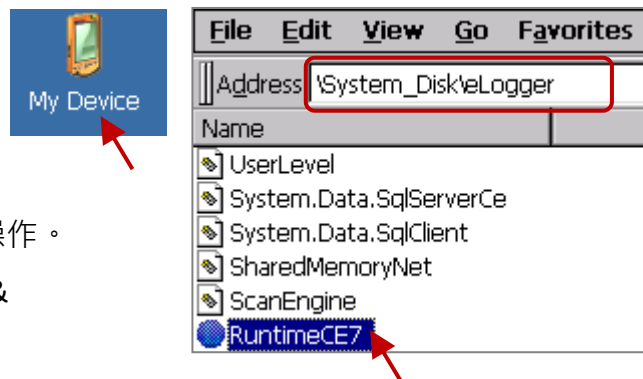 My Device
File Edit View Go Favorites
Address \System_Disk\eLogger
Name
UserLevel
System.Data.SqlServerCe
System.Data.SqlClient
SharedMemoryNet
ScanEngine
RuntimeCE7
操作。
&